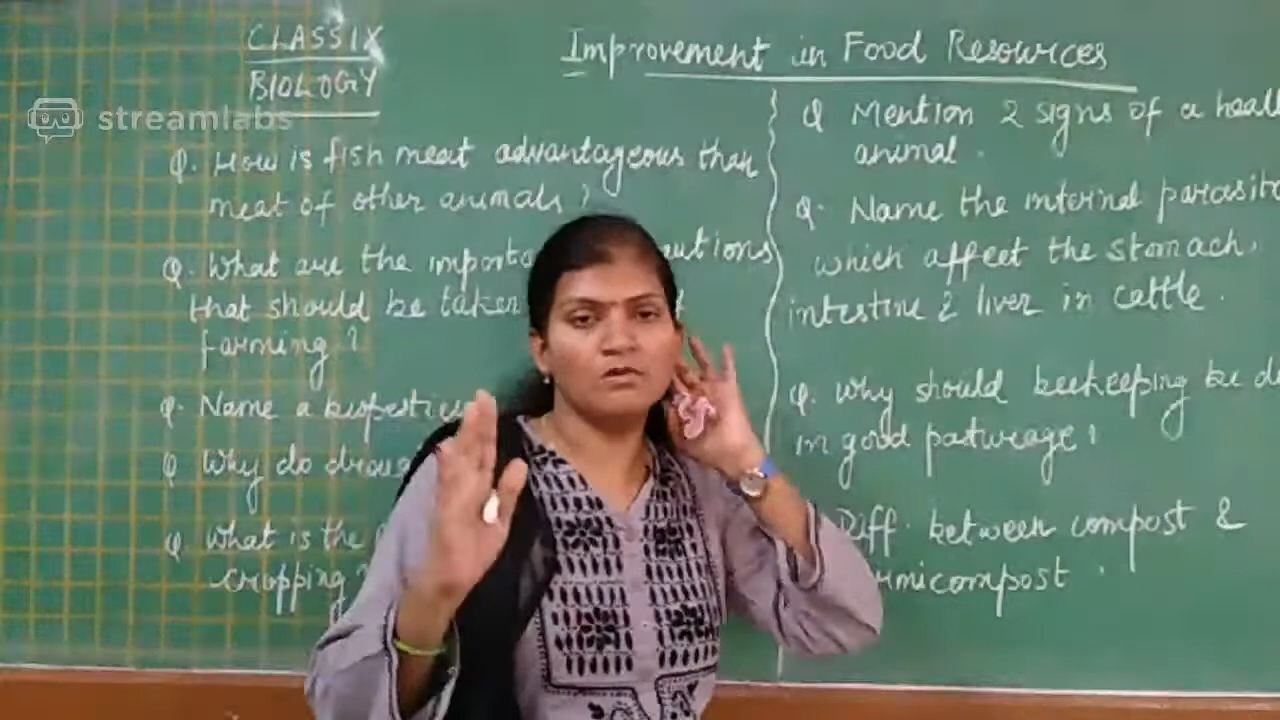 CLASS IX
BIOLOGY
streamlabs
Improvement in Food Resources
Q. How is fish meat advantageous than
meat of other animals?
Q. What are the
that should be taken
farming?
Q. Name a
Q Why do
Q What is the
cropping?
Q Mention 2 signs of a
animal.
Q. Name the internal
which affect the stomach,
intestine & liver in cattle.
Q. Why should beekeeping be
in good pasturage?
Diff. between compost &